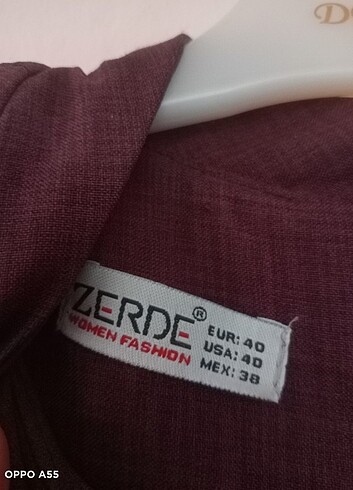 ZERDE®
WOMEN FASHION
EUR: 40
USA: 40
MEX: 38
OPPO A55